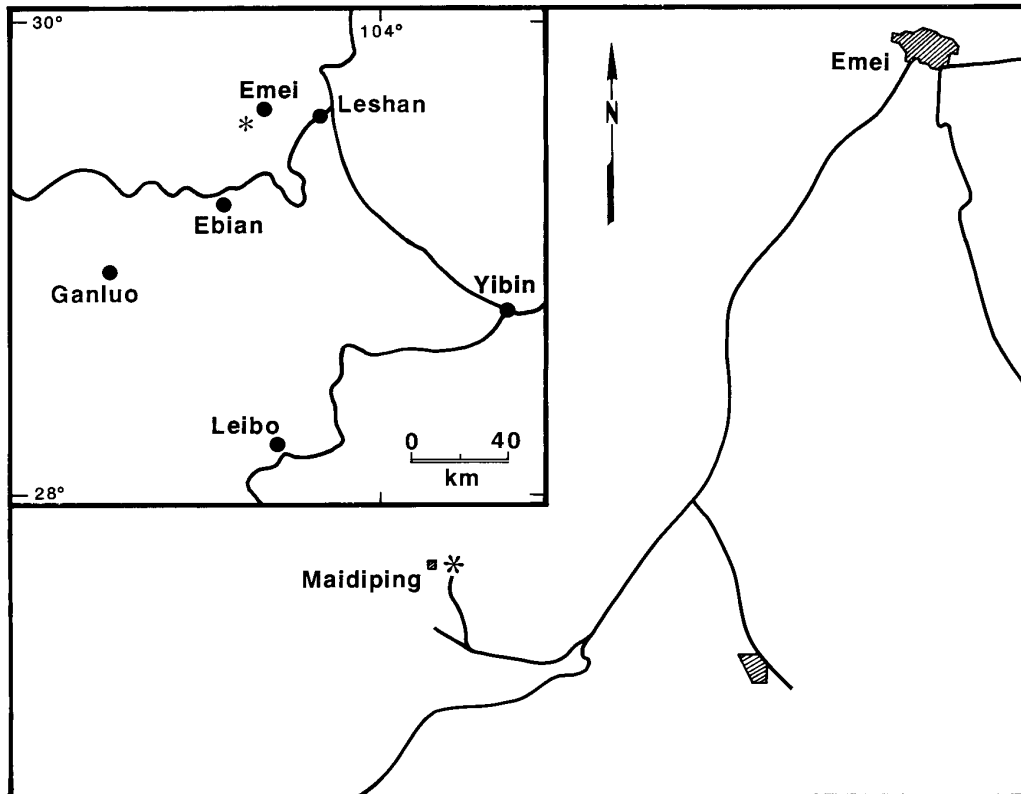 30°
104°
Emei
Leshan
*
Ebian
Ganluo
Yibin
Leibo
0 40
km
28°
Emei
N
Maidiping *